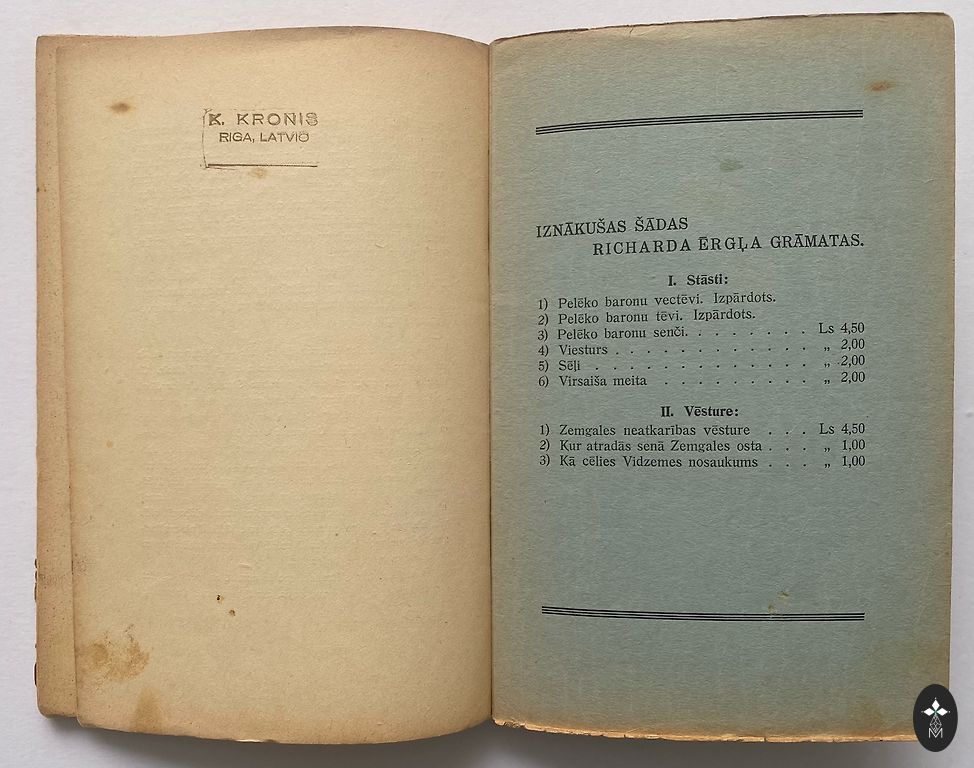 K. KRONIS
RIGA, LATVIO
IZNĀKUŠAS ŠĀDAS
RICHARDA ĒRGĻA GRĀMATAS.
I. Stāsti:
1) Pelēko baronu vectēvi. Izpārdots.
2) Pelēko baronu tēvi. Izpārdots.
3) Pelēko baronu senči. . . . . . . . Ls 4,50
4) Viesturs . . . . . . . . . . . . „ 2,00
5) Sēļi . . . . . . . . . . . . . „ 2,00
6) Virsaiša meita . . . . . . . . . „ 2,00
II. Vēsture:
1) Zemgales neatkarības vēsture . . . Ls 4,50
2) Kur atradās senā Zemgales osta . . . „ 1,00
3) Kā cēlies Vidzemes nosaukums . . . „ 1,00
M